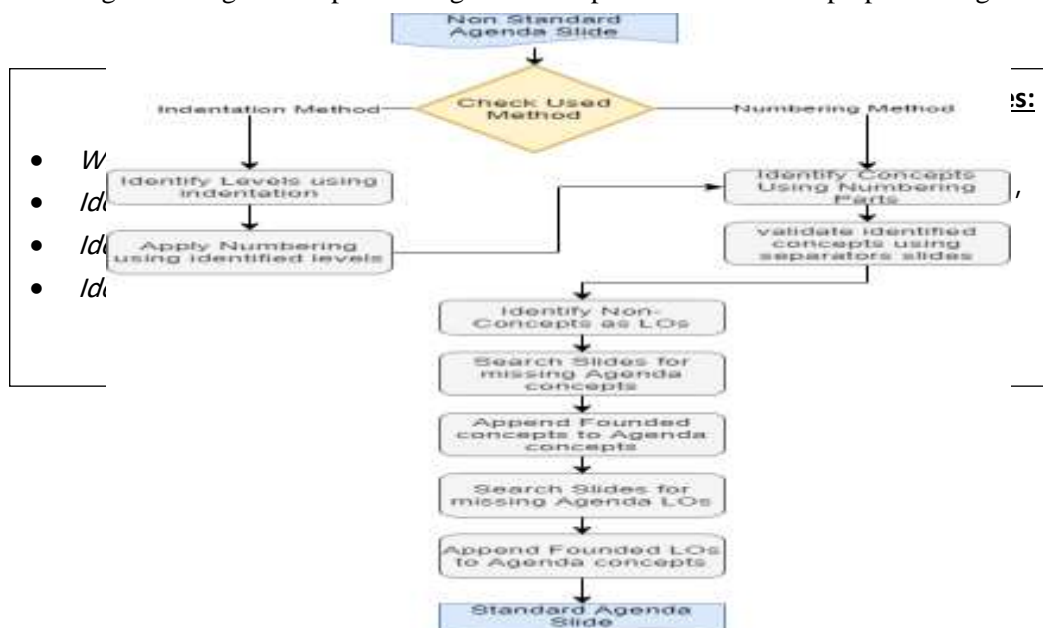 Non Standard
Agenda Slide
Check Used
Method
Indentation Method
Numbering Method
s:
• W
• Ide
• Ide
• Ide
,
Identify Levels using
indentation
Apply Numbering
using identified levels
Identify Concepts
Using Numbering
Parts
validate identified
concepts using
separators slides
Identify Non-
Concepts as LOs
Search Slides for
missing Agenda
concepts
Append Founded
concepts to Agenda
concepts
Search Slides for
missing Agenda LOs
Append Founded LOs
to Agenda concepts
Standard Agenda
Slide